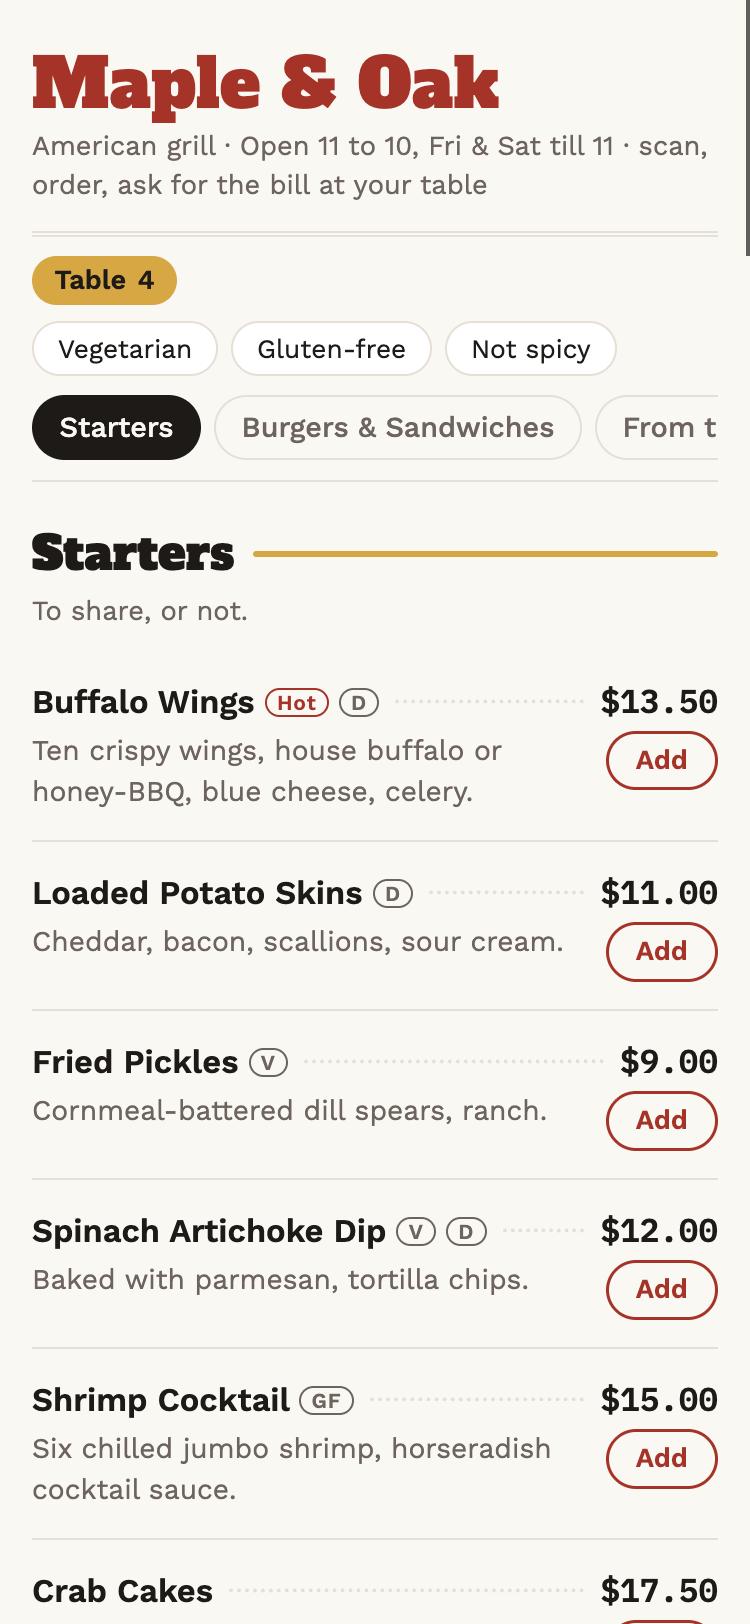 Maple & Oak
American grill · Open 11 to 10, Fri & Sat till 11 · scan,
order, ask for the bill at your table
Table 4
Vegetarian Gluten-free Not spicy
Starters Burgers & Sandwiches From t
Starters
To share, or not.
Buffalo Wings Hot D $13.50
Ten crispy wings, house buffalo or
honey-BBQ, blue cheese, celery.
Add
Loaded Potato Skins D $11.00
Cheddar, bacon, scallions, sour cream.
Add
Fried Pickles V $9.00
Cornmeal-battered dill spears, ranch.
Add
Spinach Artichoke Dip V D $12.00
Baked with parmesan, tortilla chips.
Add
Shrimp Cocktail GF $15.00
Six chilled jumbo shrimp, horseradish
cocktail sauce.
Add
Crab Cakes $17.50